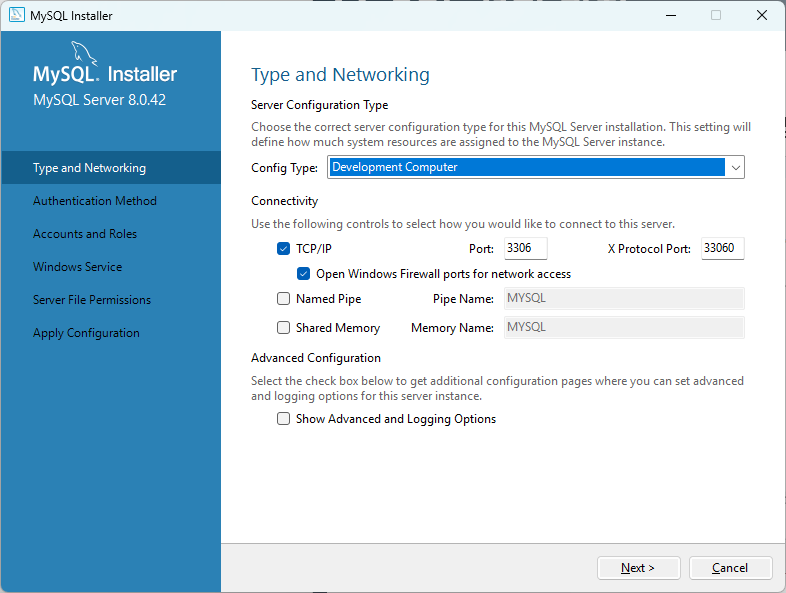 MySQL Installer
MySQL. Installer
MySQL Server 8.0.42
Type and Networking
Authentication Method
Accounts and Roles
Windows Service
Server File Permissions
Apply Configuration
Type and Networking
Server Configuration Type
Choose the correct server configuration type for this MySQL Server installation. This setting will
define how much system resources are assigned to the MySQL Server instance.
Config Type: Development Computer
Connectivity
Use the following controls to select how you would like to connect to this server.
TCP/IP Port: 3306 X Protocol Port: 33060
Open Windows Firewall ports for network access
Named Pipe Pipe Name: MYSQL
Shared Memory Memory Name: MYSQL
Advanced Configuration
Select the check box below to get additional configuration pages where you can set advanced
and logging options for this server instance.
Show Advanced and Logging Options
Next > Cancel